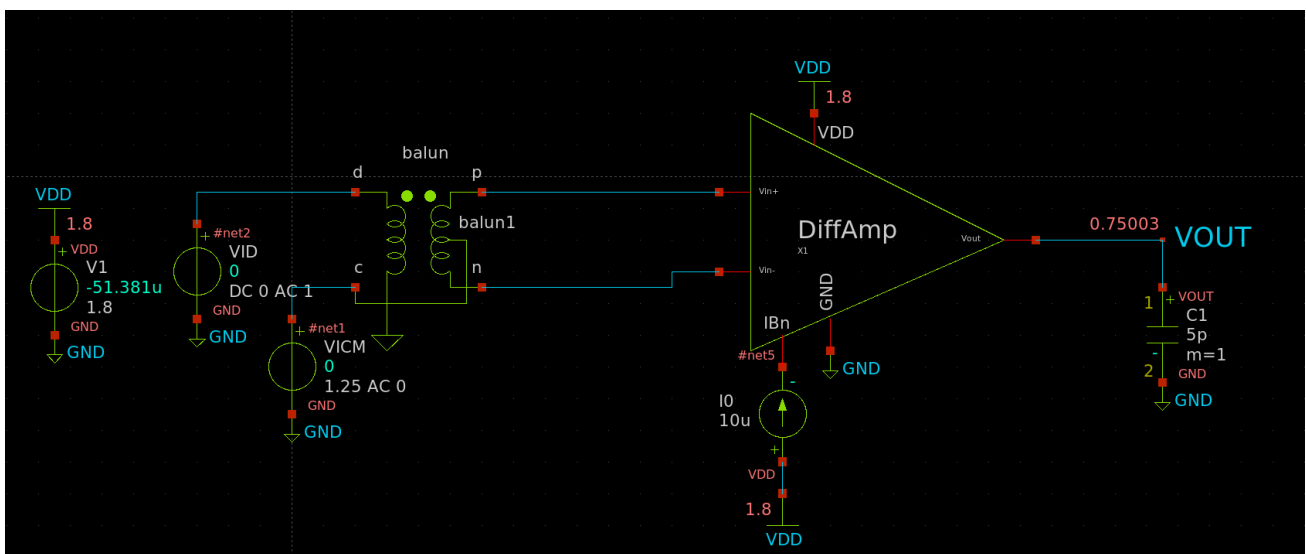 VDD
1.8
VDD
+
V1
-51.381u
1.8
GND
GND
#net2
+
VID
0
DC 0 AC 1
GND
GND
#net1
+
VICM
0
1.25 AC 0
GND
GND
balun
d
p
balun1
c
n
VDD
1.8
VDD
Vin+
DiffAmp
X1
Vin-
Vout
GND
IBn
#net5
GND
-
I0
10u
+
VDD
1.8
VDD
0.75003
VOUT
1
+
VOUT
C1
5p
m=1
-
2
GND
GND